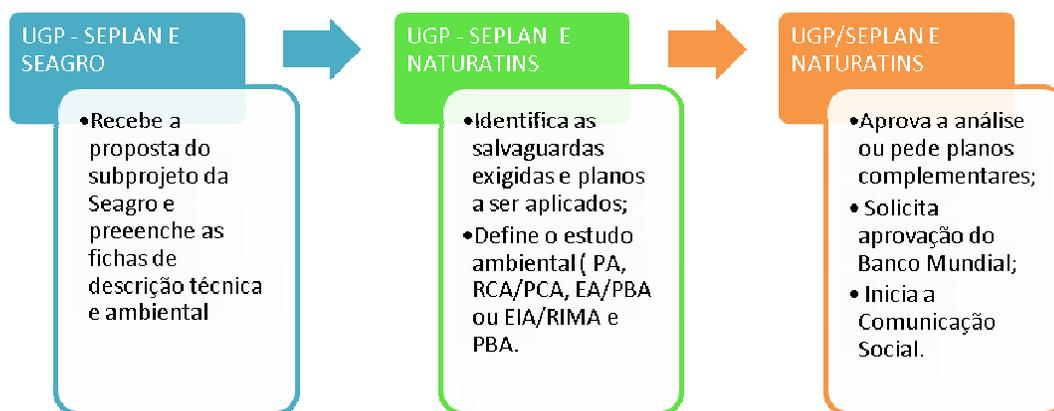 UGP - SEPLAN E
SEAGRO
•Recebe a
proposta do
subprojeto da
Seagro e
preeenche as
fichas de
descrição técnica
e ambiental
UGP - SEPLAN E
NATURATINS
•Identifica as
salvaguardas
exigidas e planos
a ser aplicados;
•Define o estudo
ambiental ( PA,
RCA/PCA, EA/PBA
ou EIA/RIMA e
PBA.
UGP/SEPLAN E
NATURATINS
•Aprova a análise
ou pede planos
complementares;
• Solicita
aprovação do
Banco Mundial;
• Inicia a
Comunicação
Social.